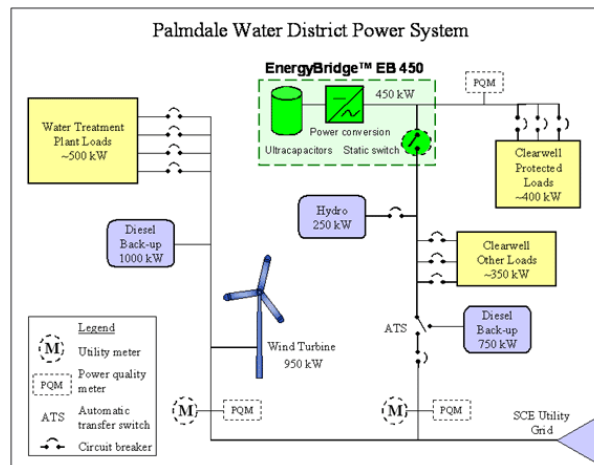 Palmdale Water District Power System
EnergyBridge™ EB 450
450 kW
PQM
Power conversion
Ultracapacitors
Static switch
Water Treatment
Plant Loads
~500 kW
Clearwell
Protected
Loads
~400 kW
Hydro
250 kW
Diesel
Back-up
1000 kW
Clearwell
Other Loads
~350 kW
ATS
Diesel
Back-up
750 kW
Wind Turbine
950 kW
Legend
M
Utility meter
PQM
Power quality
meter
ATS
Automatic
transfer switch
Circuit breaker
M
PQM
M
PQM
SCE Utility
Grid